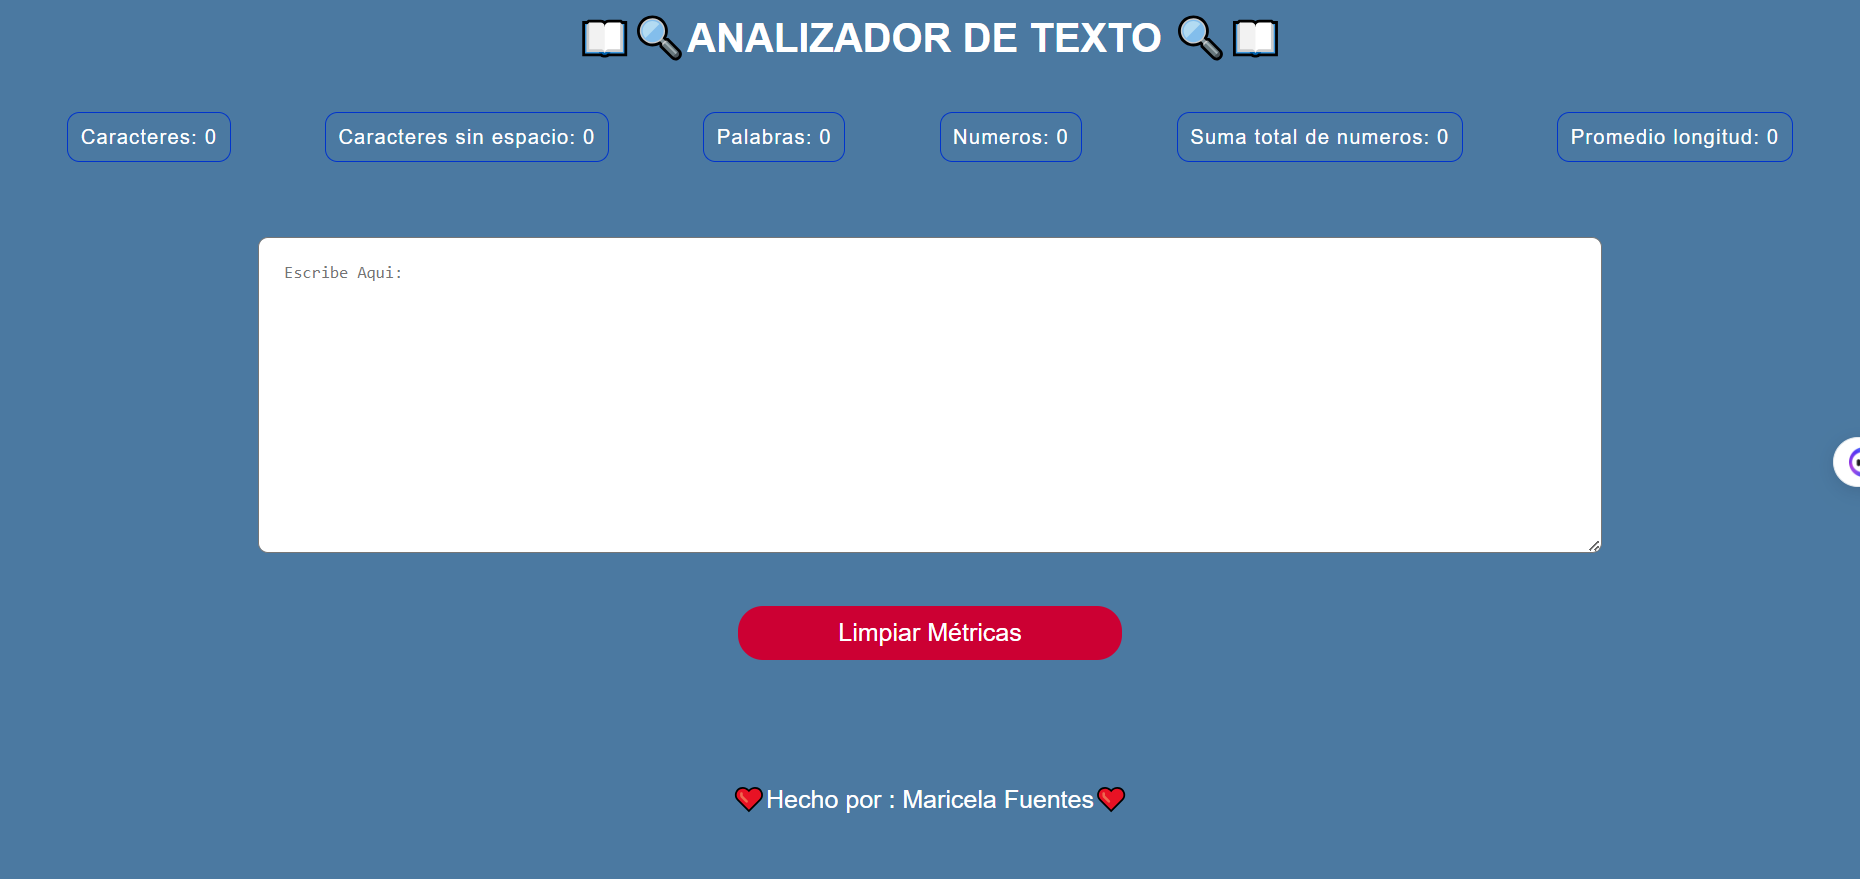 📖🔍ANALIZADOR DE TEXTO 🔍📖
Caracteres: 0
Caracteres sin espacio: 0
Palabras: 0
Numeros: 0
Suma total de numeros: 0
Promedio longitud: 0
Escribe Aqui:
Limpiar Métricas
❤️Hecho por : Maricela Fuentes❤️